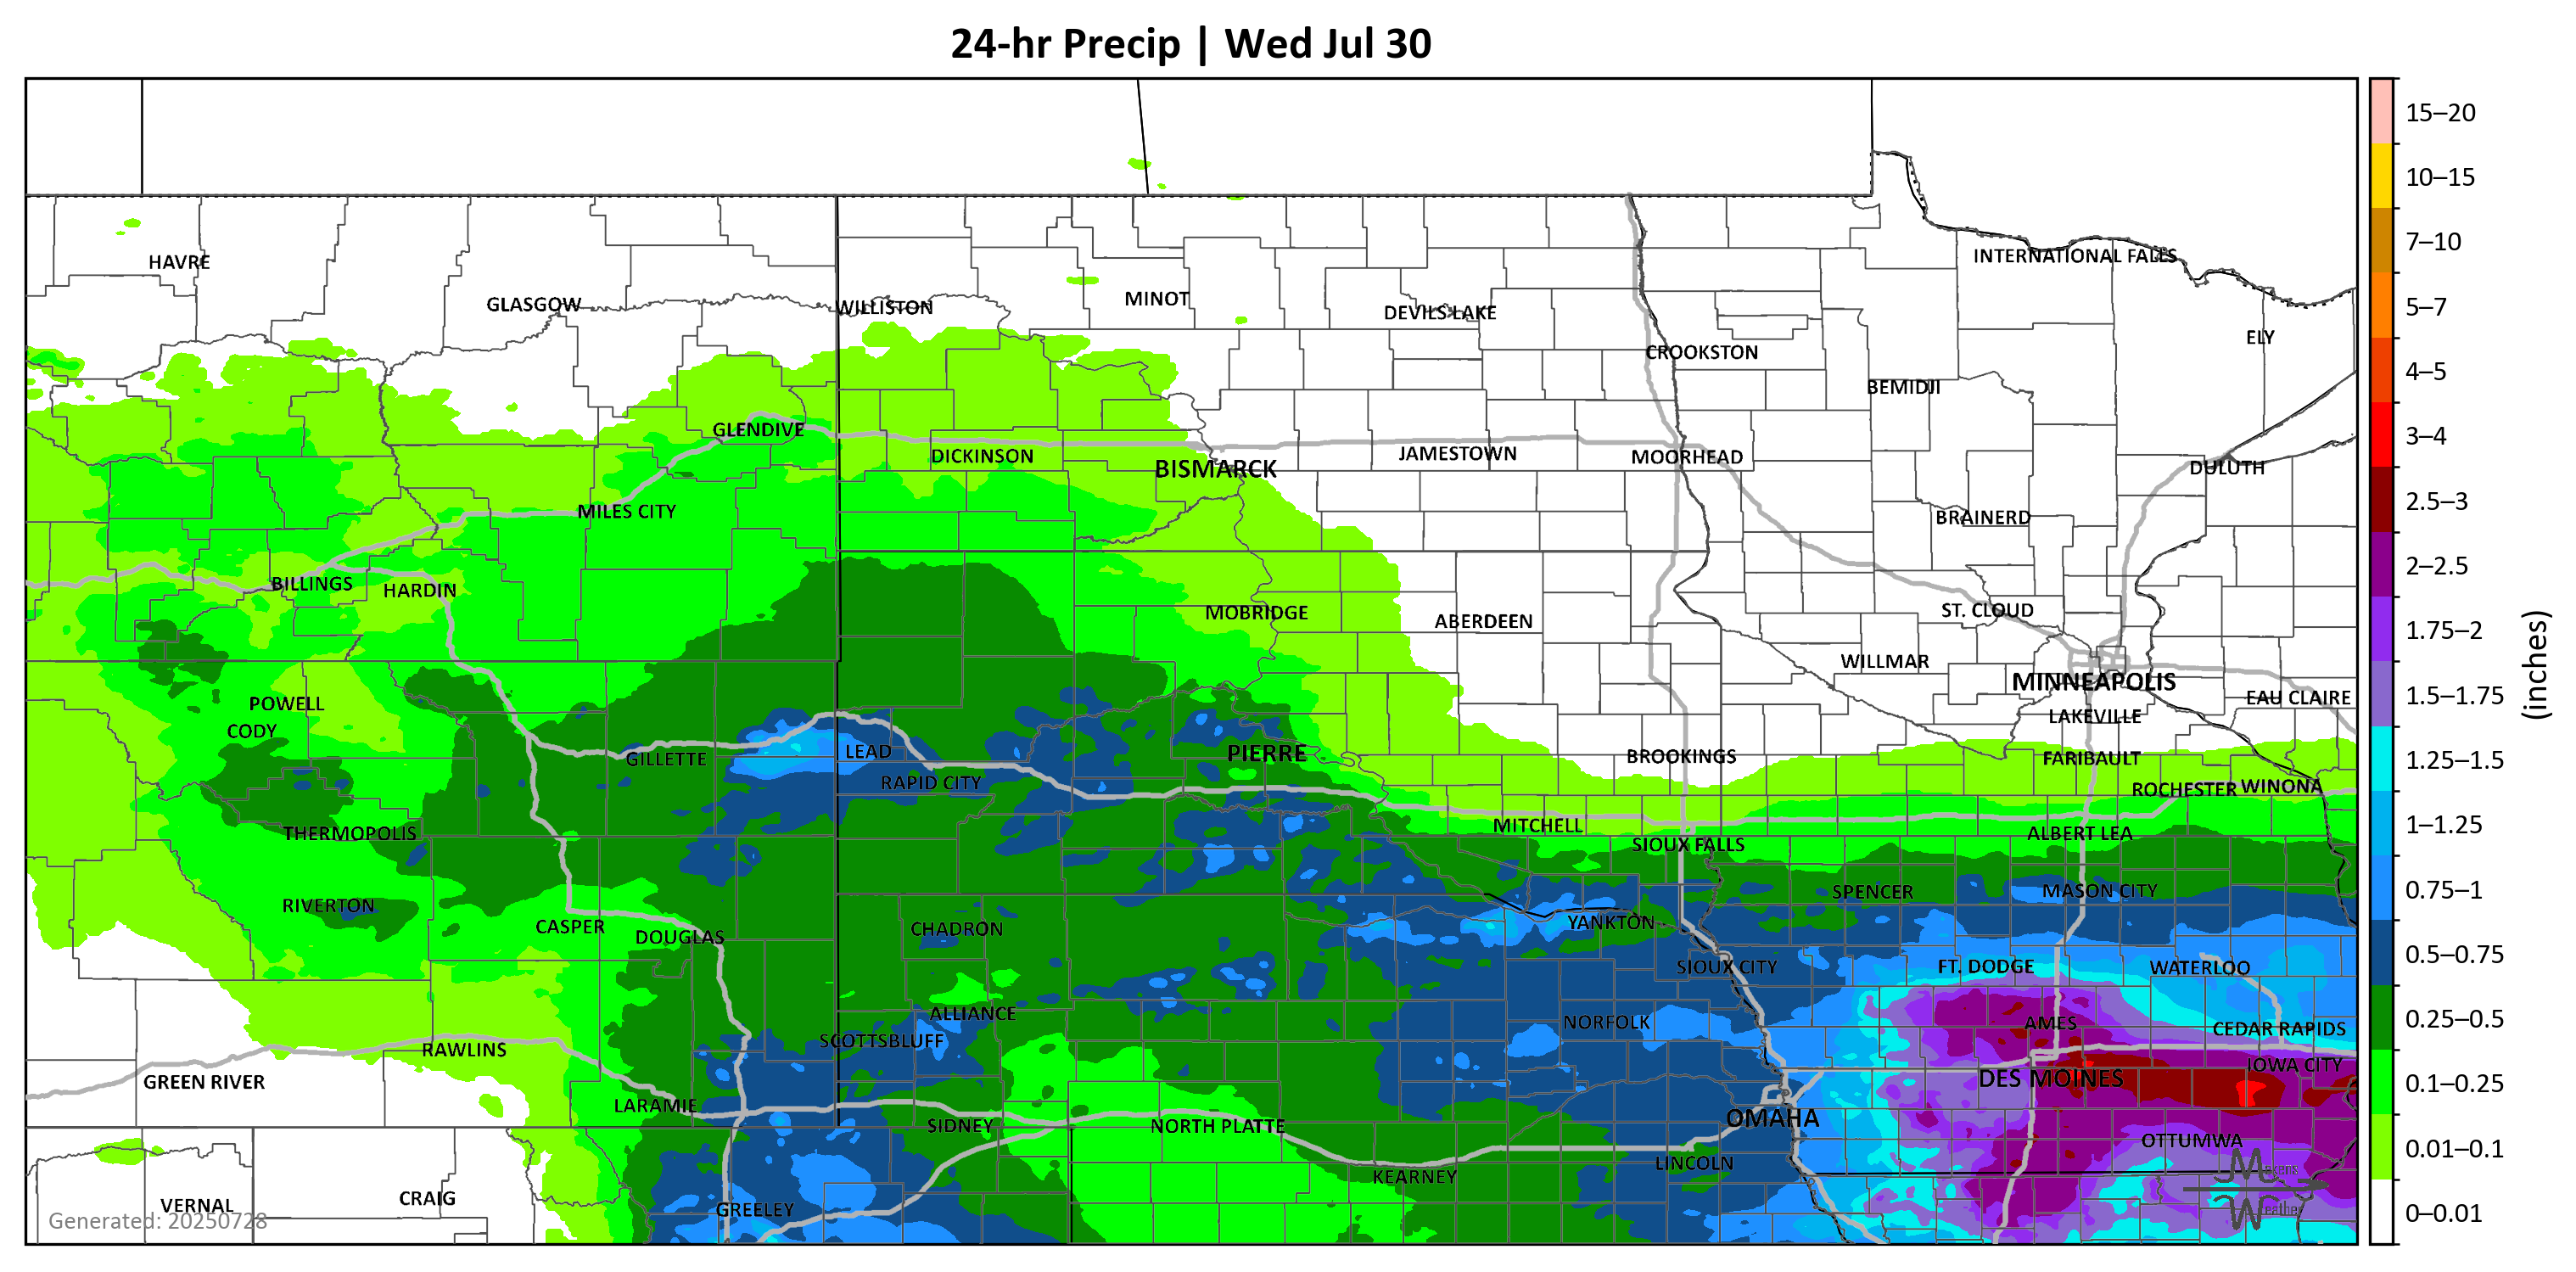 24-hr Precip | Wed Jul 30
15–20
10–15
7–10
5–7
4–5
3–4
2.5–3
2–2.5
1.75–2
1.5–1.75
1.25–1.5
1–1.25
0.75–1
0.5–0.75
0.25–0.5
0.1–0.25
0.01–0.1
0–0.01
(inches)
HAVRE
INTERNATIONAL FALLS
GLASGOW
WILLISTON
MINOT
DEVILS LAKE
ELY
CROOKSTON
BEMIDJI
GLENDIVE
DICKINSON
BISMARCK
JAMESTOWN
MOORHEAD
DULUTH
MILES CITY
BRAINERD
BILLINGS
HARDIN
MOBRIDGE
ABERDEEN
ST. CLOUD
WILLMAR
MINNEAPOLIS
POWELL
EAU CLAIRE
CODY
LAKEVILLE
GILLETTE
LEAD
PIERRE
BROOKINGS
FARIBAULT
RAPID CITY
ROCHESTER
WINONA
THERMOPOLIS
MITCHELL
ALBERT LEA
SIOUX FALLS
RIVERTON
SPENCER
MASON CITY
CASPER
DOUGLAS
CHADRON
YANKTON
SIOUX CITY
FT. DODGE
WATERLOO
ALLIANCE
NORFOLK
AMES
CEDAR RAPIDS
SCOTTSBLUFF
RAWLINS
IOWA CITY
GREEN RIVER
DES MOINES
LARAMIE
SIDNEY
NORTH PLATTE
OMAHA
OTTUMWA
LINCOLN
KEARNEY
VERNAL
CRAIG
GREELEY
Generated: 20250728